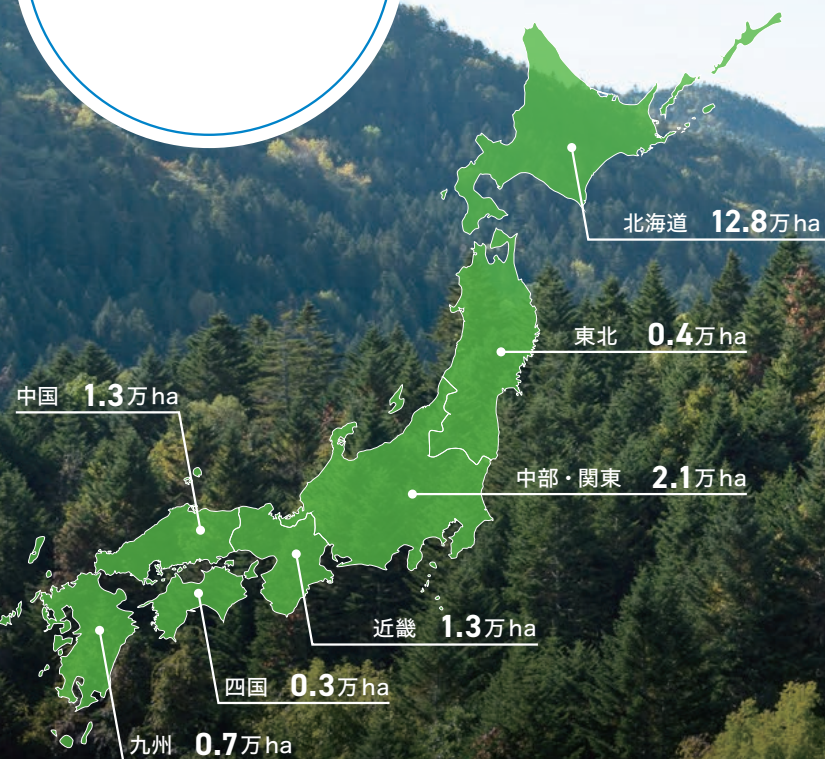 北海道 12.8万ha
東北 0.4万ha
中国 1.3万ha
中部・関東 2.1万ha
近畿 1.3万ha
四国 0.3万ha
九州 0.7万ha